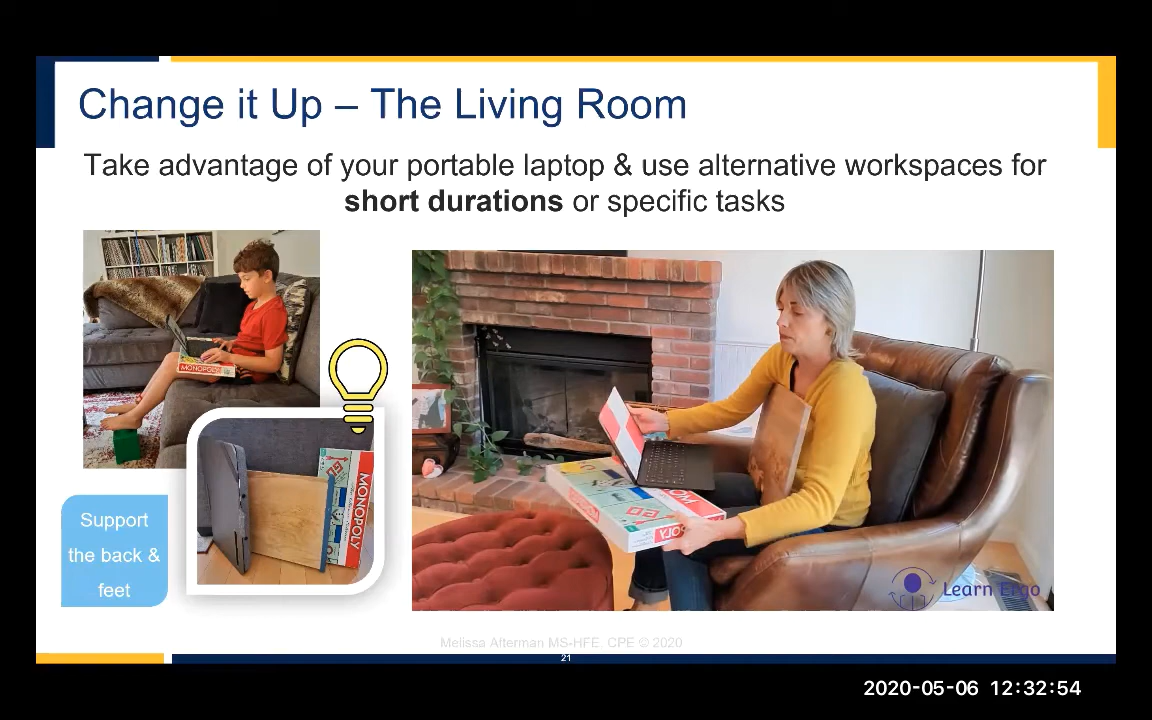 Change it Up – The Living Room
Take advantage of your portable laptop & use alternative workspaces for
short durations or specific tasks
MONOPOLY
MONOPOLY
Support
the back &
feet
Learn Ergo
Melissa Afterman MS-HFE, CPE © 2020
21
2020-05-06 12:32:54